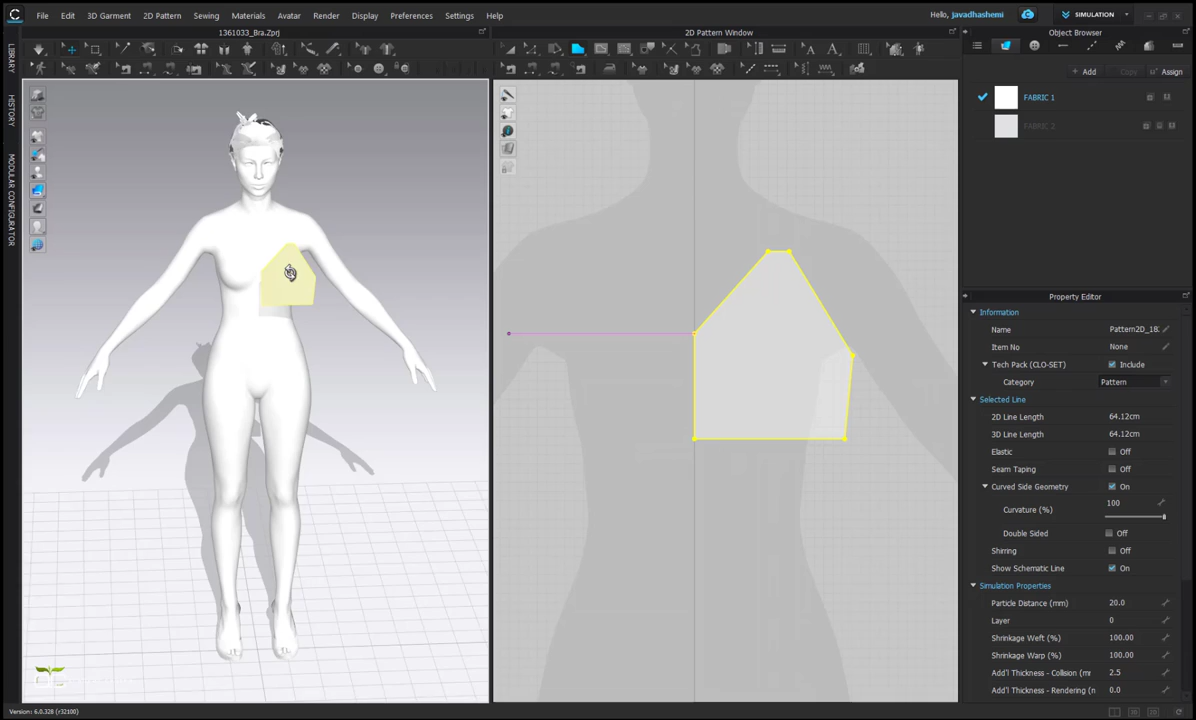 File Edit 3D Garment 2D Pattern Sewing Materials Avatar Render Display Preferences Settings Help
Hello, javadhashemi
SIMULATION
1361033_Bra.Zprj
2D Pattern Window
Object Browser
LIBRARY
HISTORY
MODULAR CONFIGURATOR
+ Add Copy Assign
FABRIC 1
FABRIC 2
Property Editor
Information
Name Pattern2D_18
Item No None
Tech Pack (CLO-SET) Include
Category Pattern
Selected Line
2D Line Length 64.12cm
3D Line Length 64.12cm
Elastic Off
Seam Taping Off
Curved Side Geometry On
Curvature (%) 100
Double Sided Off
Shirring Off
Show Schematic Line On
Simulation Properties
Particle Distance (mm) 20.0
Layer 0
Shrinkage Weft (%) 100.00
Shrinkage Warp (%) 100.00
Add'l Thickness - Collision (m 2.5
Add'l Thickness - Rendering (n 0.0
Version: 6.0.328 (r32100)